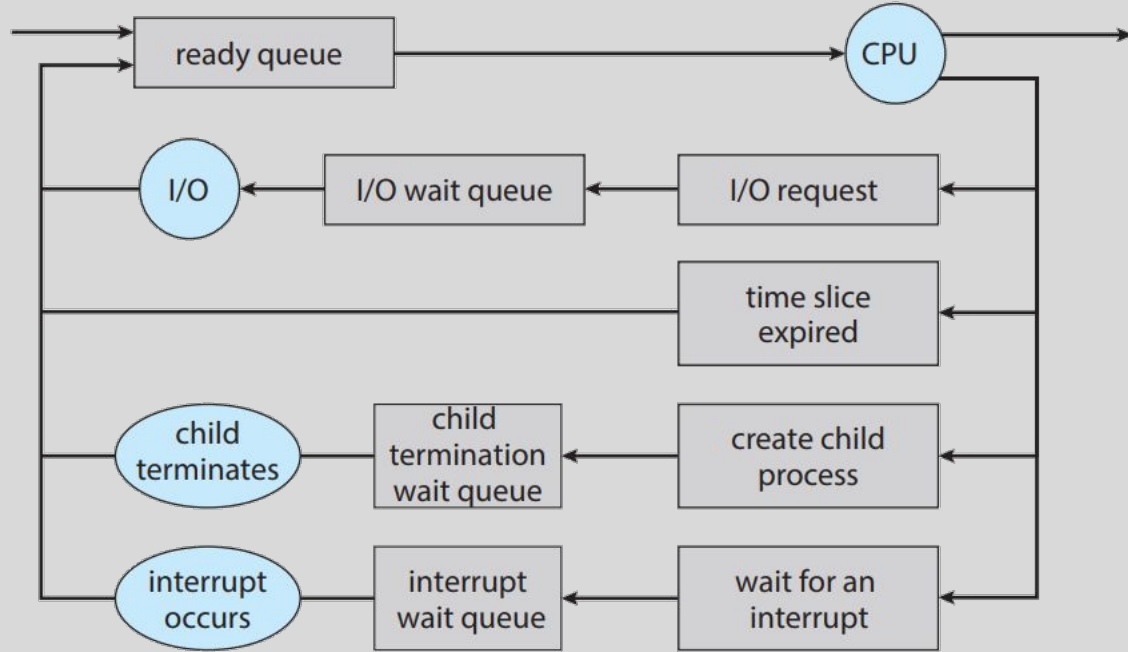 ready queue
CPU
I/O
I/O wait queue
I/O request
time slice
expired
child
terminates
child
termination
wait queue
create child
process
interrupt
occurs
interrupt
wait queue
wait for an
interrupt